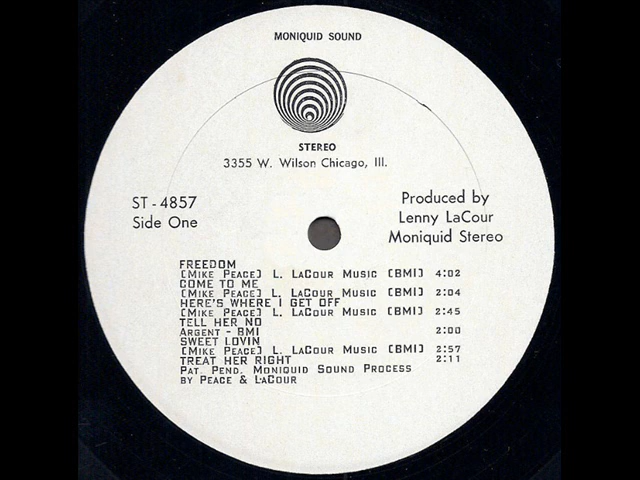 MONIQUID SOUND
STEREO
3355 W. Wilson Chicago, Ill.
ST - 4857
Side One
Produced by
Lenny LaCour
Moniquid Stereo
FREEDOM
(Mike Peace) L. LaCour Music (BMI) 4:02
COME TO ME
(Mike Peace) L. LaCour Music (BMI) 2:04
HERE'S WHERE I GET OFF
(Mike Peace) L. LaCour Music (BMI) 2:45
TELL HER NO
Argent - BMI 2:00
SWEET LOVIN
(Mike Peace) L. LaCour Music (BMI) 2:57
TREAT HER RIGHT 2:11
Pat. Pend. Moniquid Sound Process
by Peace & LaCour